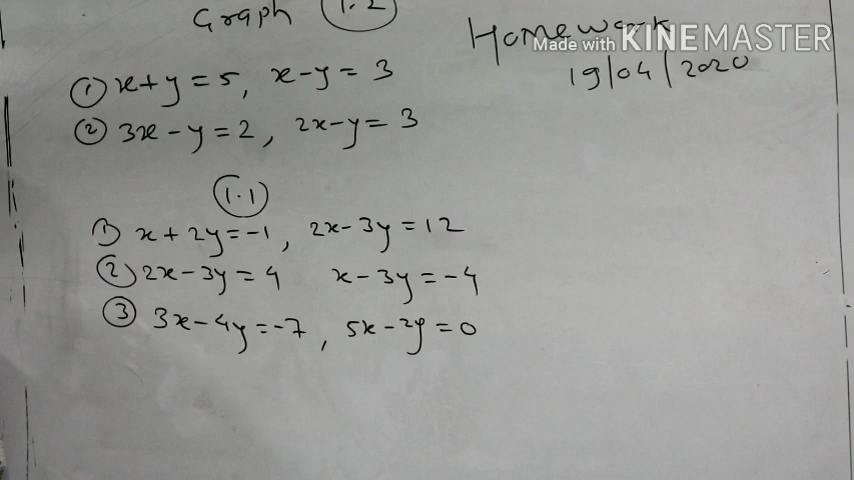 Graph 1.2
Homework
Made with KINEMASTER
19/04/2020
① x+y=5, x-y=3
② 3x-y=2, 2x-y=3
1.1
① x+2y=-1, 2x-3y=12
② 2x-3y=4 x-3y=-4
③ 3x-4y=-7, 5x-2y=0